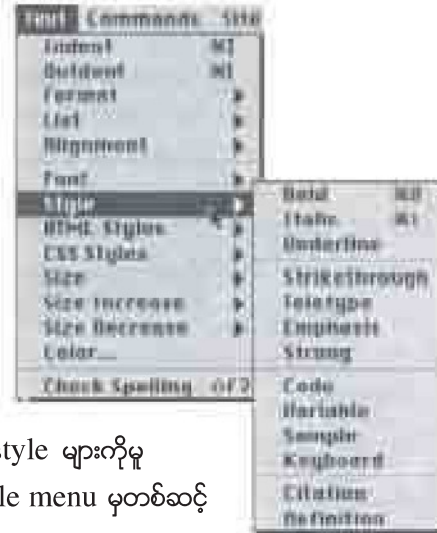 Text Commands Site
Indent ⌘]
Outdent ⌘[
Format
List
Alignment
Font
Style
HTML Styles
CSS Styles
Size
Size Increase
Size Decrease
Color...
Check Spelling ⇧F7
Bold ⌘B
Italic ⌘I
Underline
Strikethrough
Teletype
Emphasis
Strong
Code
Variable
Sample
Keyboard
Citation
Definition
style များကိုမူ
le menu မှတစ်ဆင့်